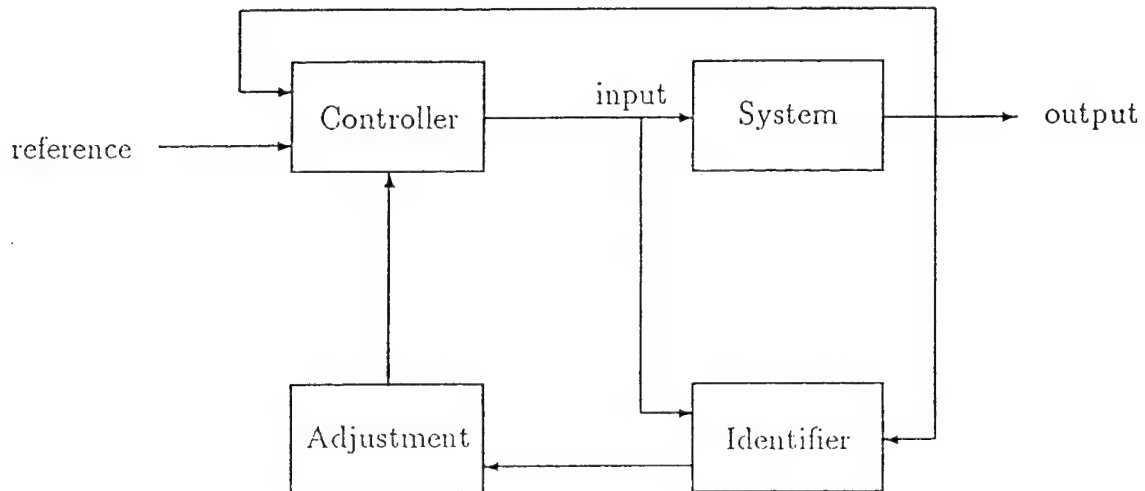 input
Controller
System
output
reference
Adjustment
Identifier